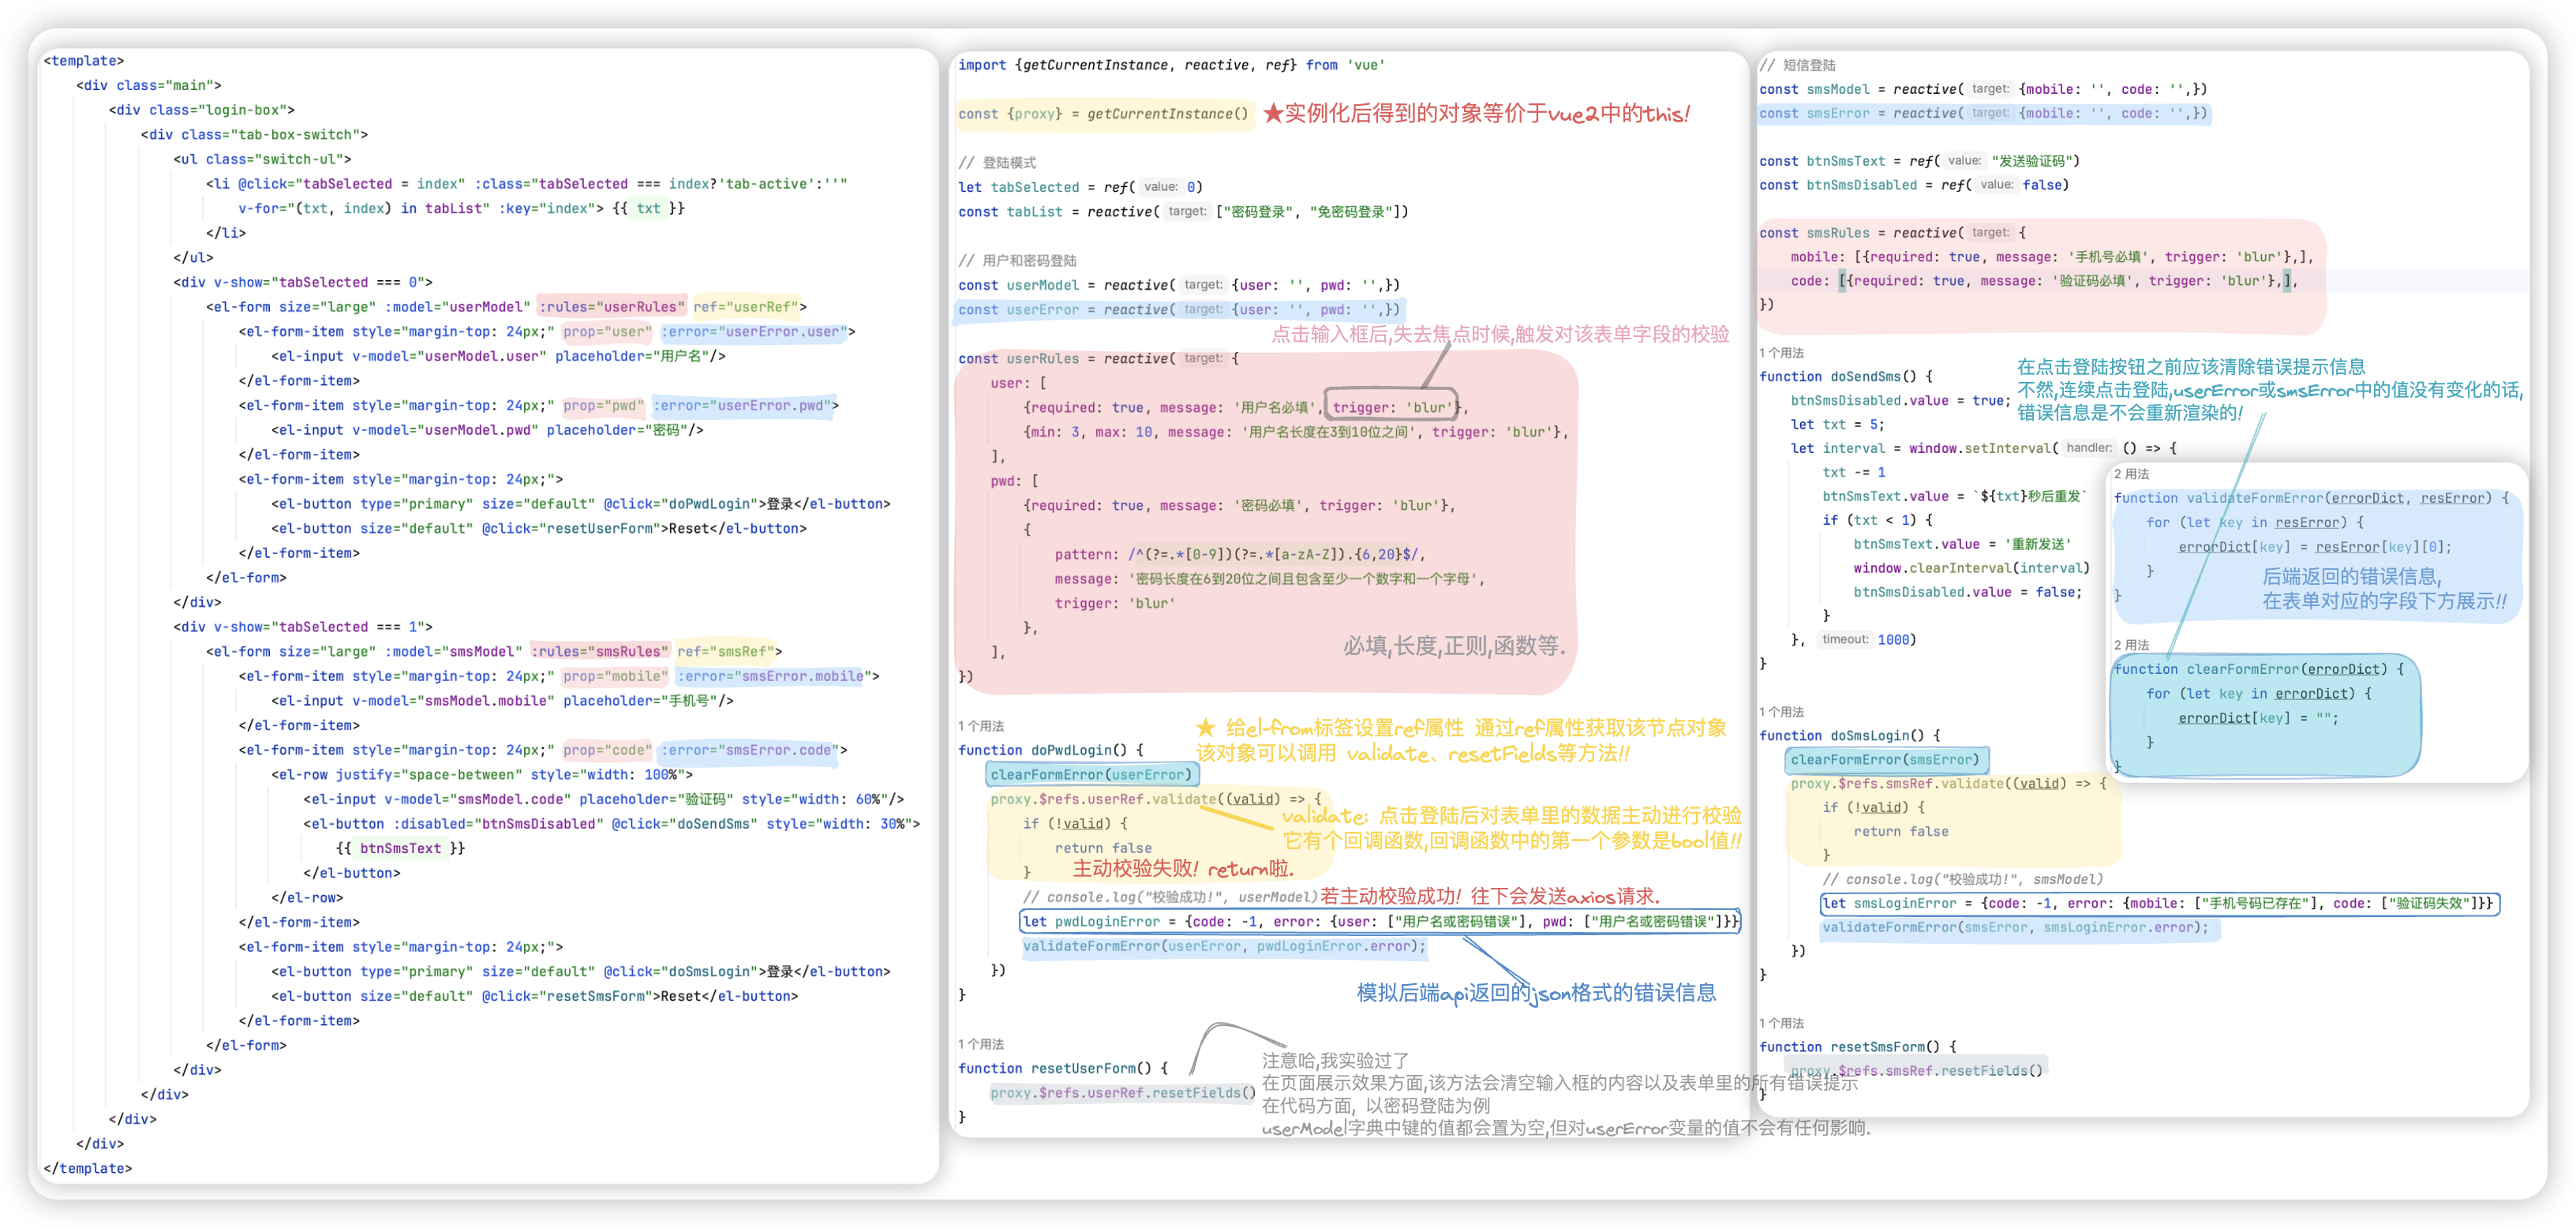 <template>
<div class="main">
<div class="login-box">
<div class="tab-box-switch">
<ul class="switch-ul">
<li @click="tabSelected = index" :class="tabSelected === index?'tab-active':''"
v-for="(txt, index) in tabList" :key="index"> {{ txt }}
</li>
</ul>
<div v-show="tabSelected === 0">
<el-form size="large" :model="userModel" :rules="userRules" ref="userRef">
<el-form-item style="margin-top: 24px;" prop="user" :error="userError.user">
<el-input v-model="userModel.user" placeholder="用户名"/>
</el-form-item>
<el-form-item style="margin-top: 24px;" prop="pwd" :error="userError.pwd">
<el-input v-model="userModel.pwd" placeholder="密码"/>
</el-form-item>
<el-form-item style="margin-top: 24px;">
<el-button type="primary" size="default" @click="doPwdLogin">登录</el-button>
<el-button size="default" @click="resetUserForm">Reset</el-button>
</el-form-item>
</el-form>
</div>
<div v-show="tabSelected === 1">
<el-form size="large" :model="smsModel" :rules="smsRules" ref="smsRef">
<el-form-item style="margin-top: 24px;" prop="mobile" :error="smsError.mobile">
<el-input v-model="smsModel.mobile" placeholder="手机号"/>
</el-form-item>
<el-form-item style="margin-top: 24px;" prop="code" :error="smsError.code">
<el-row justify="space-between" style="width: 100%">
<el-input v-model="smsModel.code" placeholder="验证码" style="width: 60%"/>
<el-button :disabled="btnSmsDisabled" @click="doSendSms" style="width: 30%">
{{ btnSmsText }}
</el-button>
</el-row>
</el-form-item>
<el-form-item style="margin-top: 24px;">
<el-button type="primary" size="default" @click="doSmsLogin">登录</el-button>
<el-button size="default" @click="resetSmsForm">Reset</el-button>
</el-form-item>
</el-form>
</div>
</div>
</div>
</div>
</template>
import {getCurrentInstance, reactive, ref} from 'vue'
const {proxy} = getCurrentInstance() ★实例化后得到的对象等价于vue2中的this!
// 登陆模式
let tabSelected = ref( value: 0)
const tabList = reactive( target: ["密码登录", "免密码登录"])
// 用户和密码登陆
const userModel = reactive( target: {user: '', pwd: '',})
const userError = reactive( target: {user: '', pwd: '',})
点击输入框后,失去焦点时候,触发对该表单字段的校验
const userRules = reactive( target: {
user: [
{required: true, message: '用户名必填', trigger: 'blur'},
{min: 3, max: 10, message: '用户名长度在3到10位之间', trigger: 'blur'},
],
pwd: [
{required: true, message: '密码必填', trigger: 'blur'},
{
pattern: /^(?=.*[0-9])(?=.*[a-zA-Z]).{6,20}$/,
message: '密码长度在6到20位之间且包含至少一个数字和一个字母',
trigger: 'blur'
},
],
必填,长度,正则,函数等.
})
1 个用法
★ 给el-from标签设置ref属性 通过ref属性获取该节点对象
该对象可以调用 validate、resetFields等方法!!
function doPwdLogin() {
clearFormError(userError)
proxy.$refs.userRef.validate((valid) => {
validate: 点击登陆后对表单里的数据主动进行校验
它有个回调函数,回调函数中的第一个参数是bool值!!
if (!valid) {
return false
}
主动校验失败! return啦.
// console.log("校验成功!", userModel)若主动校验成功! 往下会发送axios请求.
let pwdLoginError = {code: -1, error: {user: ["用户名或密码错误"], pwd: ["用户名或密码错误"]}}
validateFormError(userError, pwdLoginError.error);
})
}
模拟后端api返回的json格式的错误信息
1 个用法
function resetUserForm() {
proxy.$refs.userRef.resetFields()
}
注意哈,我实验过了
在页面展示效果方面,该方法会清空输入框的内容以及表单里的所有错误提示
在代码方面, 以密码登陆为例
userModel字典中键的值都会置为空,但对userError变量的值不会有任何影响.
// 短信登陆
const smsModel = reactive( target: {mobile: '', code: '',})
const smsError = reactive( target: {mobile: '', code: '',})
const btnSmsText = ref( value: "发送验证码")
const btnSmsDisabled = ref( value: false)
const smsRules = reactive( target: {
mobile: [{required: true, message: '手机号必填', trigger: 'blur'},],
code: [{required: true, message: '验证码必填', trigger: 'blur'},],
})
1 个用法
function doSendSms() {
btnSmsDisabled.value = true;
let txt = 5;
let interval = window.setInterval( handler: () => {
txt -= 1
btnSmsText.value = `${txt}秒后重发`
if (txt < 1) {
btnSmsText.value = '重新发送'
window.clearInterval(interval)
btnSmsDisabled.value = false;
}
}, timeout: 1000)
}
在点击登陆按钮之前应该清除错误提示信息
不然,连续点击登陆,userError或smsError中的值没有变化的话,
错误信息是不会重新渲染的!
2 用法
function validateFormError(errorDict, resError) {
for (let key in resError) {
errorDict[key] = resError[key][0];
}
}
后端返回的错误信息,
在表单对应的字段下方展示!!
2 用法
function clearFormError(errorDict) {
for (let key in errorDict) {
errorDict[key] = "";
}
}
1 个用法
function doSmsLogin() {
clearFormError(smsError)
proxy.$refs.smsRef.validate((valid) => {
if (!valid) {
return false
}
// console.log("校验成功!", smsModel)
let smsLoginError = {code: -1, error: {mobile: ["手机号码已存在"], code: ["验证码失效"]}}
validateFormError(smsError, smsLoginError.error);
})
}
1 个用法
function resetSmsForm() {
proxy.$refs.smsRef.resetFields()
}